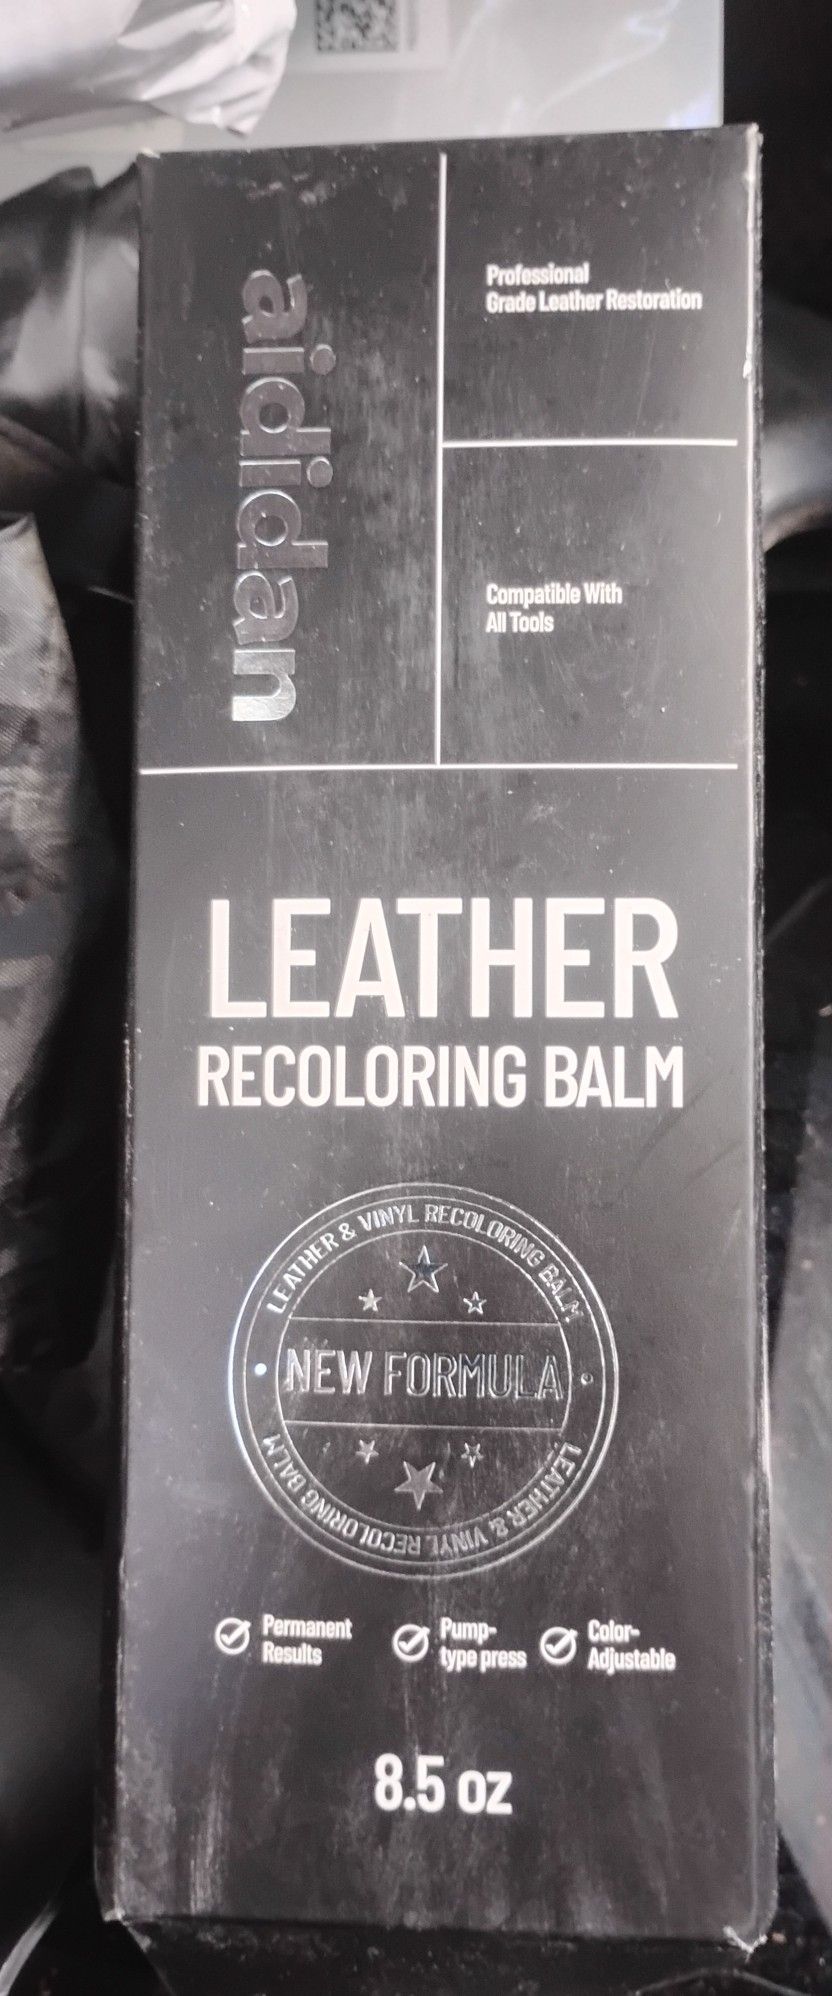 aididan
Professional
Grade Leather Restoration
Compatible With
All Tools
LEATHER
RECOLORING BALM
LEATHER & VINYL RECOLORING BALM
NEW FORMULA
LEATHER & VINYL RECOLORING BALM
Permanent
Results
Pump-
type press
Color-
Adjustable
8.5 oz